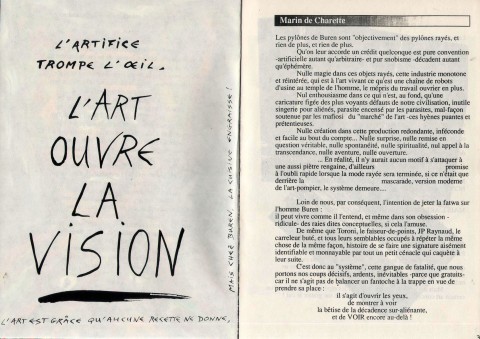 L'ARTIFICE
TROMPE L'ŒIL.
L'ART
OUVRE
LA
VISION
L'ART EST GRÂCE QU'AUCUNE RECETTE NE DONNE,
MAIS CHEZ BUREN LA CUISINE ENGRAISSE !
Marin de Charette
Les pylônes de Buren sont "objectivement" des pylônes rayés, et
rien de plus, et rien de plus.
Qu'on leur accorde un crédit quelconque est pure convention
-artificielle autant qu'arbitraire- et pur snobisme -décadent autant
qu'éphémère.
Nulle magie dans ces objets rayés, cette industrie monotone
et réitérée, qui est à l'art vivant ce qu'est une chaîne de robots
d'usine au temple de l'homme, le mépris du travail ouvrier en plus.
Nul enthousiasme dans ce qui n'est, au fond, qu'une
caricature figée des plus voyants défauts de notre civilisation, inutile
singerie pour aliénés, parasite encensé par les parasites, mal-façon
soutenue par les mafiosi du "marché" de l'art -ces hyènes puantes et
prétentieuses.
Nulle création dans cette production redondante, inféconde
et facile au bout du compte... Nulle surprise, nulle remise en
question véritable, nulle spontanéité, nulle spiritualité, nul appel à la
transcendance, nulle aventure, nulle ouverture.
... En réalité, il n'y aurait aucun motif à s'attaquer à
une aussi piètre rengaine, d'ailleurs promise
à l'oubli rapide lorsque la mode rayée sera terminée, si ce n'était que
derrière la mascarade, version moderne
de l'art-pompier, le système demeure....
Loin de nous, par conséquent, l'intention de jeter la fatwa sur
l'homme Buren :
il peut vivre comme il l'entend, et même dans son obsession -
ridicule- des raies dites conceptuelles, si cela l'amuse.
De même que Toroni, le faiseur-de-points, JP Raynaud, le
carreleur buté, et tous leurs semblables occupés à répéter la même
chose de la même façon, histoire de se faire une signature aisément
identifiable et monnayable par tout un petit cénacle qui caquète à
leur suite.
C'est donc au "système", cette gangue de fatalité, que nous
portons nos coups décisifs, ardents, inévitables -parce que gratuits-
car il ne s'agit pas de balancer un fantoche à la trappe en vue de
prendre sa place :
il s'agit d'ouvrir les yeux,
de montrer à voir
la bêtise de la décadence sur-aliénante,
et de VOIR encore au-delà !